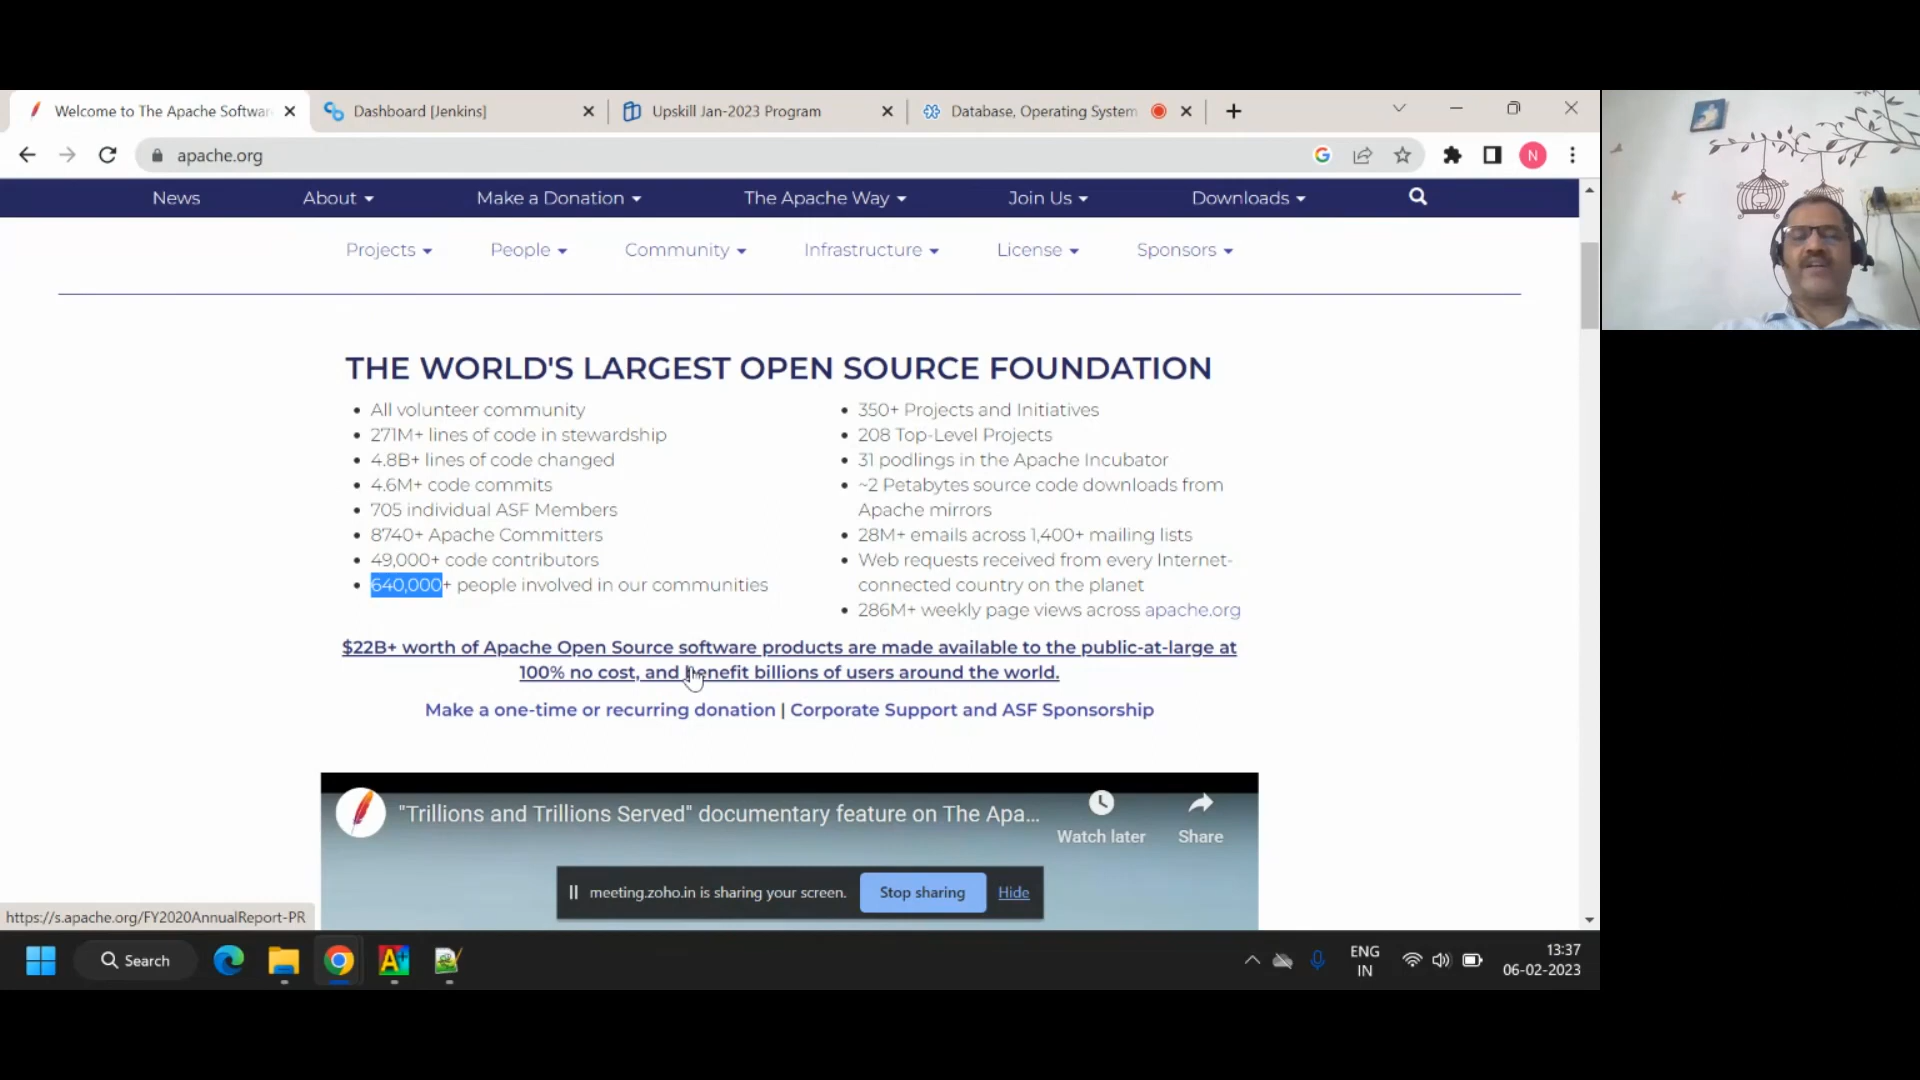 Welcome to The Apache Softwar
Dashboard [Jenkins]
Upskill Jan-2023 Program
Database, Operating System
apache.org
N
News
About
Make a Donation
The Apache Way
Join Us
Downloads
Projects
People
Community
Infrastructure
License
Sponsors
THE WORLD'S LARGEST OPEN SOURCE FOUNDATION
All volunteer community
271M+ lines of code in stewardship
4.8B+ lines of code changed
4.6M+ code commits
705 individual ASF Members
8740+ Apache Committers
49,000+ code contributors
640,000+ people involved in our communities
350+ Projects and Initiatives
208 Top-Level Projects
31 podlings in the Apache Incubator
~2 Petabytes source code downloads from
Apache mirrors
28M+ emails across 1,400+ mailing lists
Web requests received from every Internet-
connected country on the planet
286M+ weekly page views across apache.org
$22B+ worth of Apache Open Source software products are made available to the public-at-large at
100% no cost, and benefit billions of users around the world.
Make a one-time or recurring donation | Corporate Support and ASF Sponsorship
"Trillions and Trillions Served" documentary feature on The Apa...
Watch later
Share
meeting.zoho.in is sharing your screen.
Stop sharing
Hide
https://s.apache.org/FY2020AnnualReport-PR
Search
ENG
IN
13:37
06-02-2023